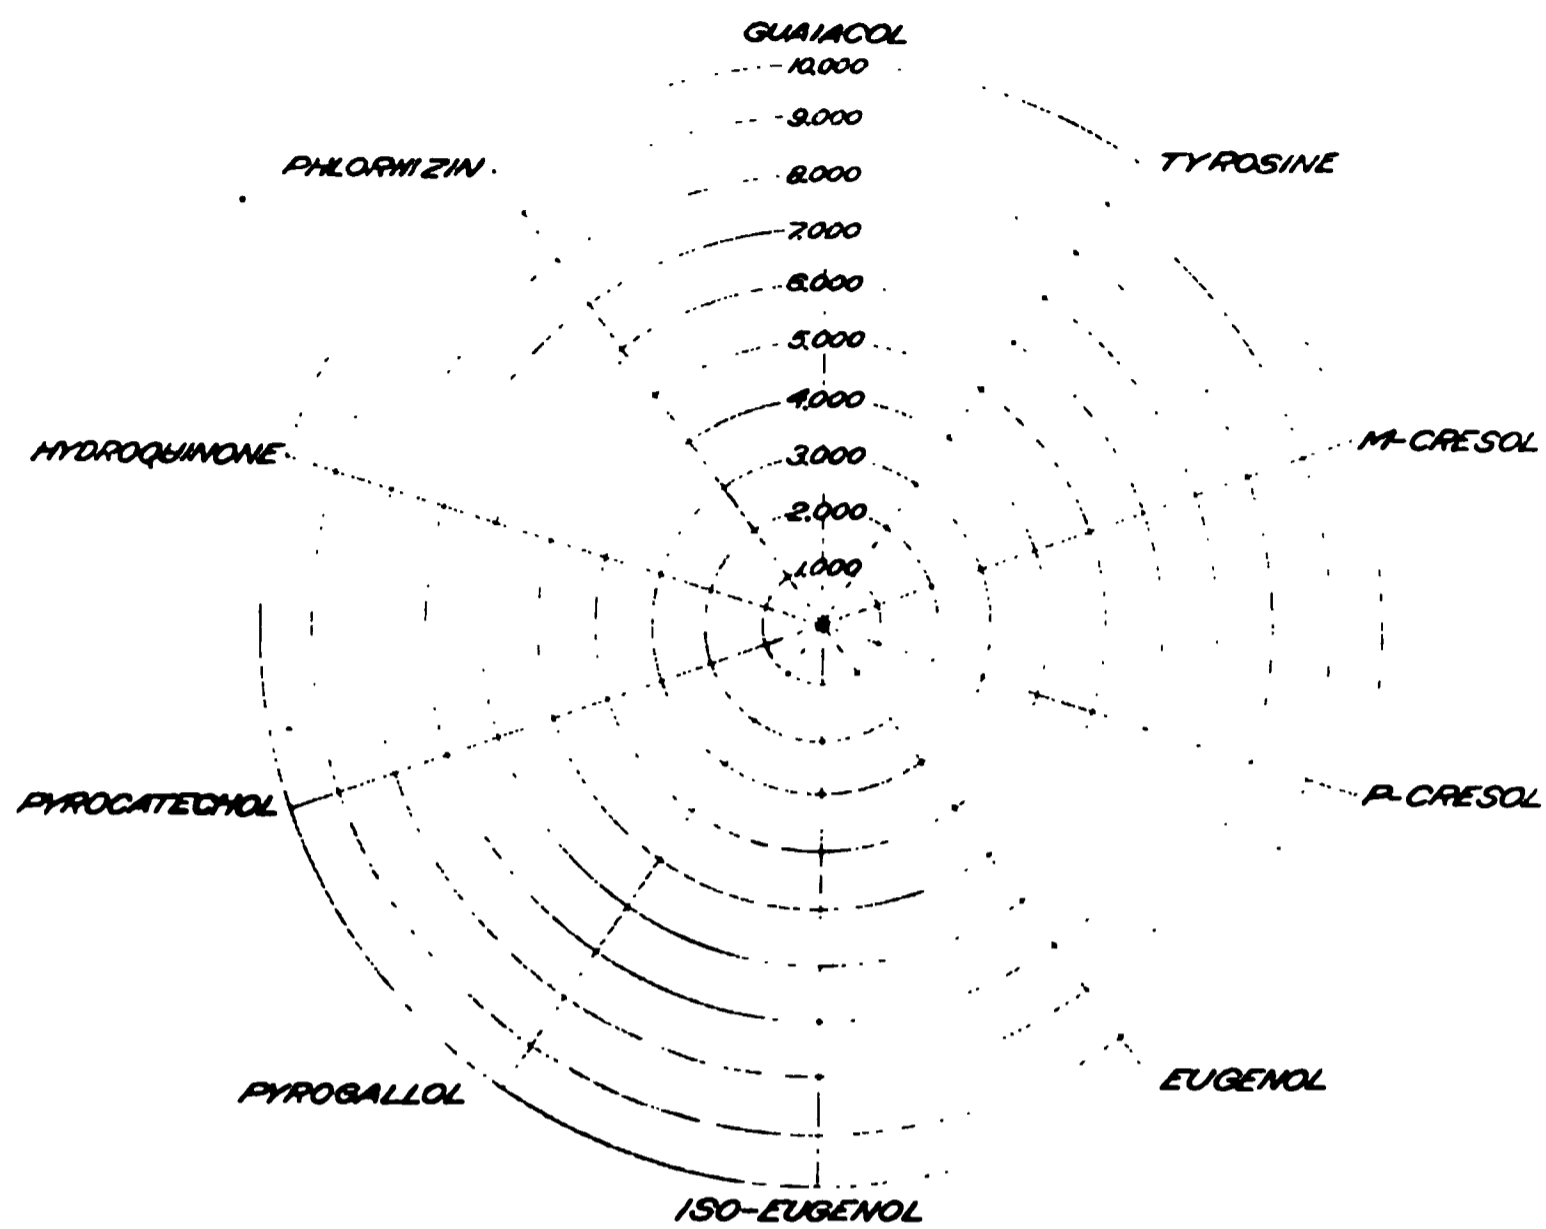 GUAIACOL
10.000
9.000
PHLORHIZIN
TYROSINE
8.000
7.000
6.000
5.000
4.000
HYDROQUINONE
M-CRESOL
3.000
2.000
1.000
PYROCATECHOL
P-CRESOL
PYROGALLOL
EUGENOL
ISO-EUGENOL